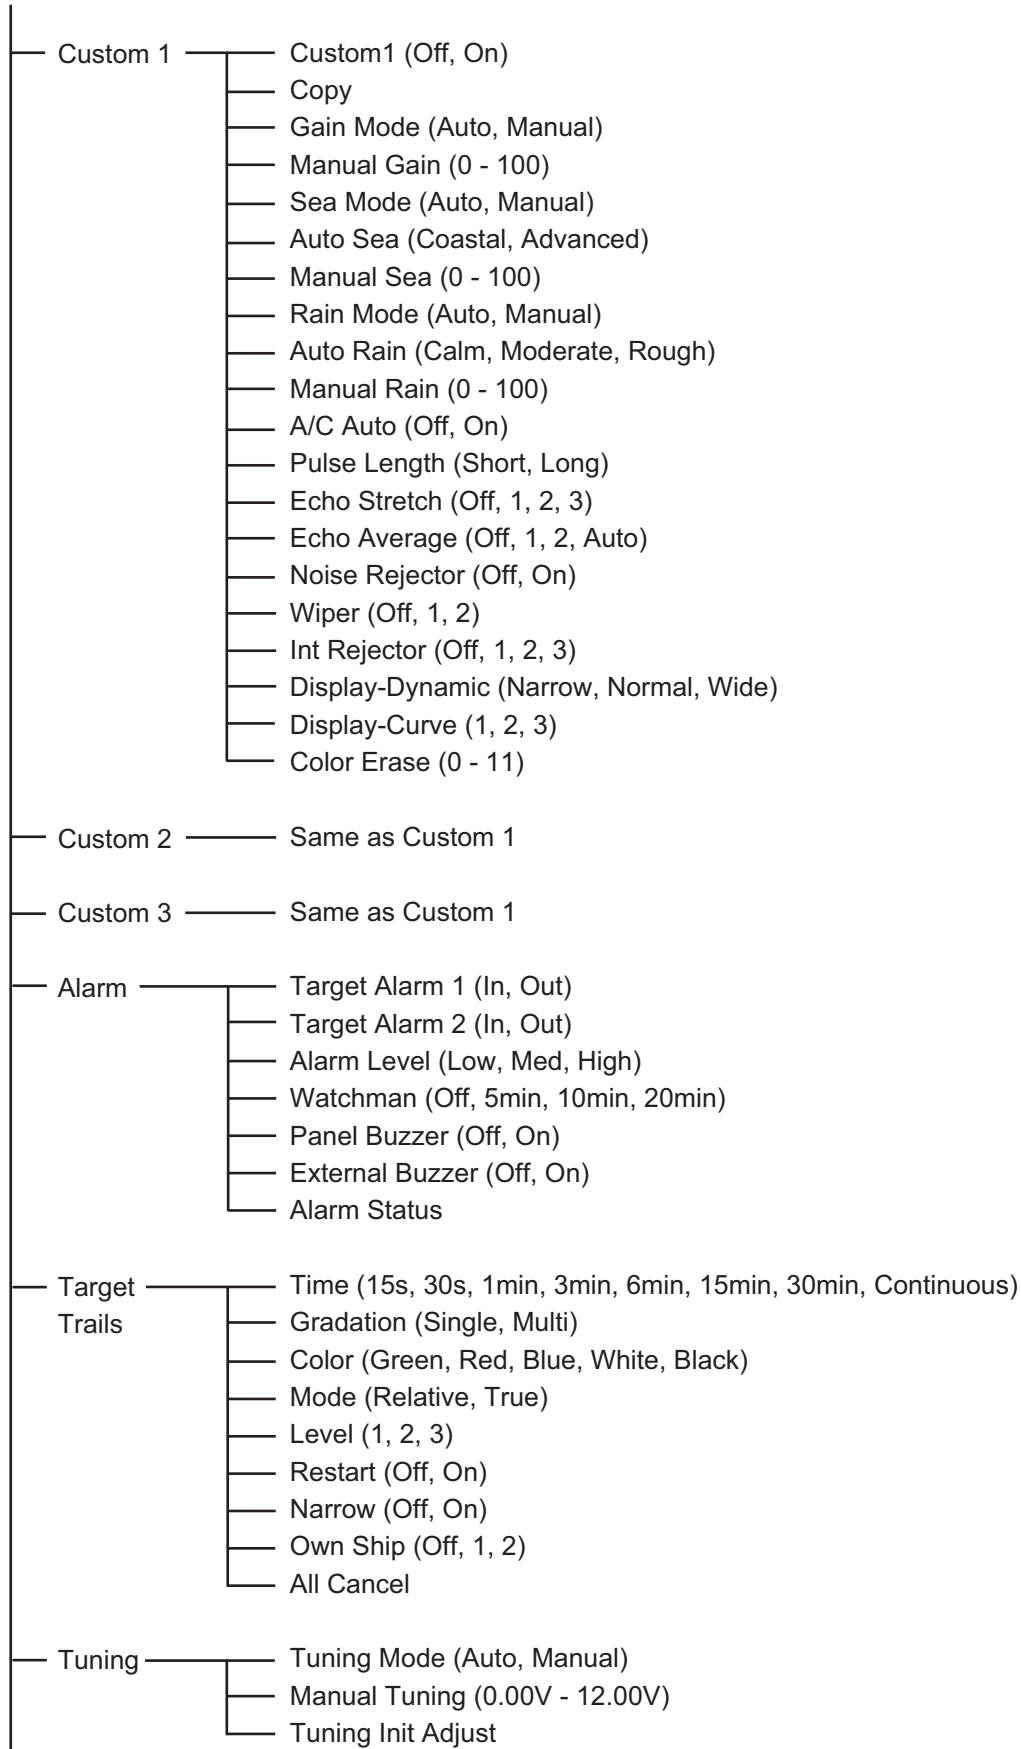 Custom 1 Custom1 (Off, On)
Copy
Gain Mode (Auto, Manual)
Manual Gain (0 - 100)
Sea Mode (Auto, Manual)
Auto Sea (Coastal, Advanced)
Manual Sea (0 - 100)
Rain Mode (Auto, Manual)
Auto Rain (Calm, Moderate, Rough)
Manual Rain (0 - 100)
A/C Auto (Off, On)
Pulse Length (Short, Long)
Echo Stretch (Off, 1, 2, 3)
Echo Average (Off, 1, 2, Auto)
Noise Rejector (Off, On)
Wiper (Off, 1, 2)
Int Rejector (Off, 1, 2, 3)
Display-Dynamic (Narrow, Normal, Wide)
Display-Curve (1, 2, 3)
Color Erase (0 - 11)
Custom 2 Same as Custom 1
Custom 3 Same as Custom 1
Alarm Target Alarm 1 (In, Out)
Target Alarm 2 (In, Out)
Alarm Level (Low, Med, High)
Watchman (Off, 5min, 10min, 20min)
Panel Buzzer (Off, On)
External Buzzer (Off, On)
Alarm Status
Target Time (15s, 30s, 1min, 3min, 6min, 15min, 30min, Continuous)
Trails Gradation (Single, Multi)
Color (Green, Red, Blue, White, Black)
Mode (Relative, True)
Level (1, 2, 3)
Restart (Off, On)
Narrow (Off, On)
Own Ship (Off, 1, 2)
All Cancel
Tuning Tuning Mode (Auto, Manual)
Manual Tuning (0.00V - 12.00V)
Tuning Init Adjust